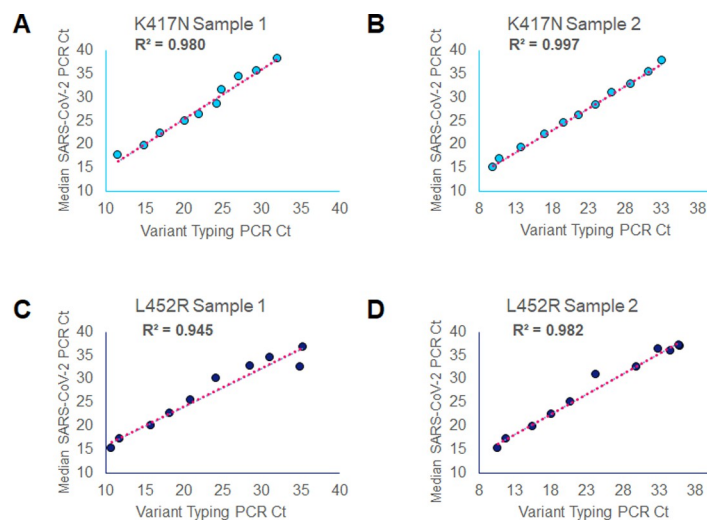 A
K417N Sample 1
R² = 0.980
Median SARS-CoV-2 PCR Ct
40
35
30
25
20
15
10
10 15 20 25 30 35 40
Variant Typing PCR Ct
B
K417N Sample 2
R² = 0.997
Median SARS-CoV-2 PCR Ct
40
35
30
25
20
15
10
8 13 18 23 28 33 38
Variant Typing PCR Ct
C
L452R Sample 1
R² = 0.945
Median SARS-CoV-2 PCR Ct
40
35
30
25
20
15
10
10 15 20 25 30 35 40
Variant Typing PCR Ct
D
L452R Sample 2
R² = 0.982
Median SARS-CoV-2 PCR Ct
40
35
30
25
20
15
10
8 13 18 23 28 33 38
Variant Typing PCR Ct